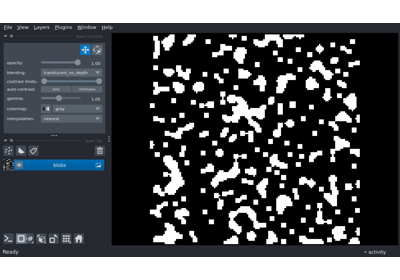 File View Layers Plugins Window Help
opacity: 1.00
blending: translucent_no_depth
contrast limits:
auto-contrast: once continuous
gamma: 1.00
colormap: gray
interpolation: nearest
blobs
activity